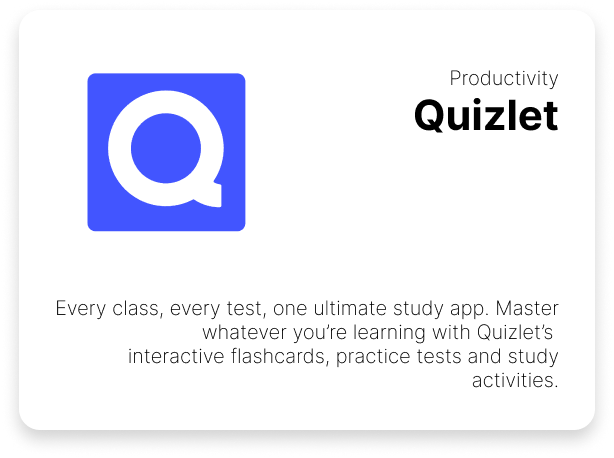 Productivity
Quizlet
Every class, every test, one ultimate study app. Master
whatever you’re learning with Quizlet’s
interactive flashcards, practice tests and study
activities.